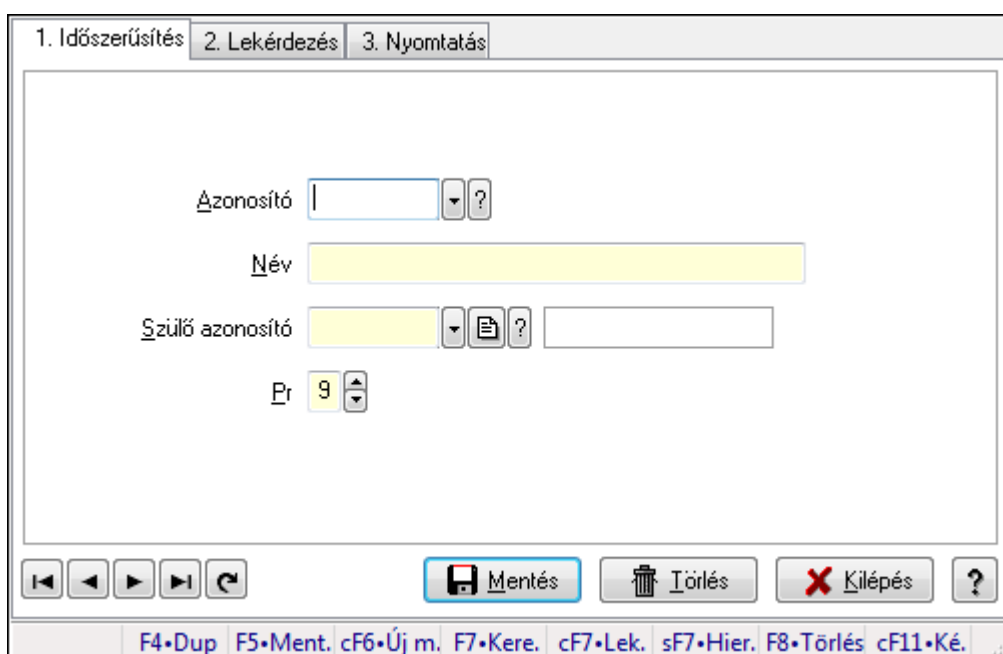 1. Időszerűsítés 2. Lekérdezés 3. Nyomtatás
Azonosító ?
Név
Szülő azonosító ?
Pr 9
Mentés Törlés Kilépés ?
F4•Dup F5•Ment. cF6•Új m. F7•Kere. cF7•Lek. sF7•Hier. F8•Törlés cF11•Ké.